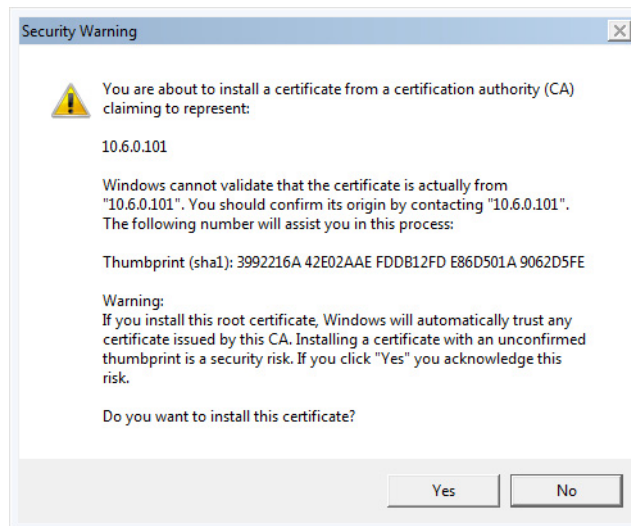 Security Warning
You are about to install a certificate from a certification authority (CA)
claiming to represent:
10.6.0.101
Windows cannot validate that the certificate is actually from
"10.6.0.101". You should confirm its origin by contacting "10.6.0.101".
The following number will assist you in this process:
Thumbprint (sha1): 3992216A 42E02AAE FDDB12FD E86D501A 9062D5FE
Warning:
If you install this root certificate, Windows will automatically trust any
certificate issued by this CA. Installing a certificate with an unconfirmed
thumbprint is a security risk. If you click "Yes" you acknowledge this
risk.
Do you want to install this certificate?
Yes
No